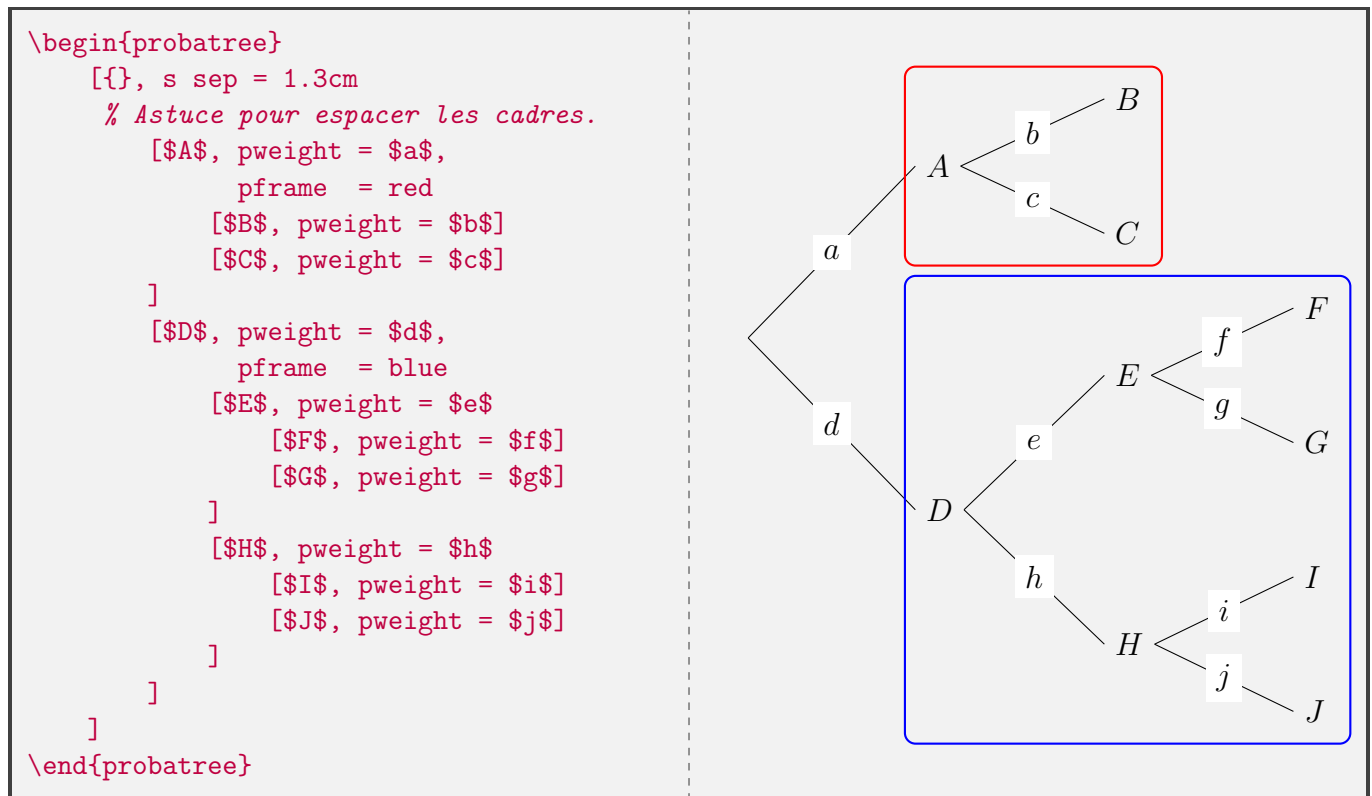 \begin{probatree}
    [{}, s sep = 1.3cm
     % Astuce pour espacer les cadres.
        [$A$, pweight = $a$,
              pframe  = red
            [$B$, pweight = $b$]
            [$C$, pweight = $c$]
        ]
        [$D$, pweight = $d$,
              pframe  = blue
            [$E$, pweight = $e$
                [$F$, pweight = $f$]
                [$G$, pweight = $g$]
            ]
            [$H$, pweight = $h$
                [$I$, pweight = $i$]
                [$J$, pweight = $j$]
            ]
        ]
    ]
\end{probatree}
B
b
A
c
C
a
F
f
E
g
G
d
e
D
h
I
i
H
j
J